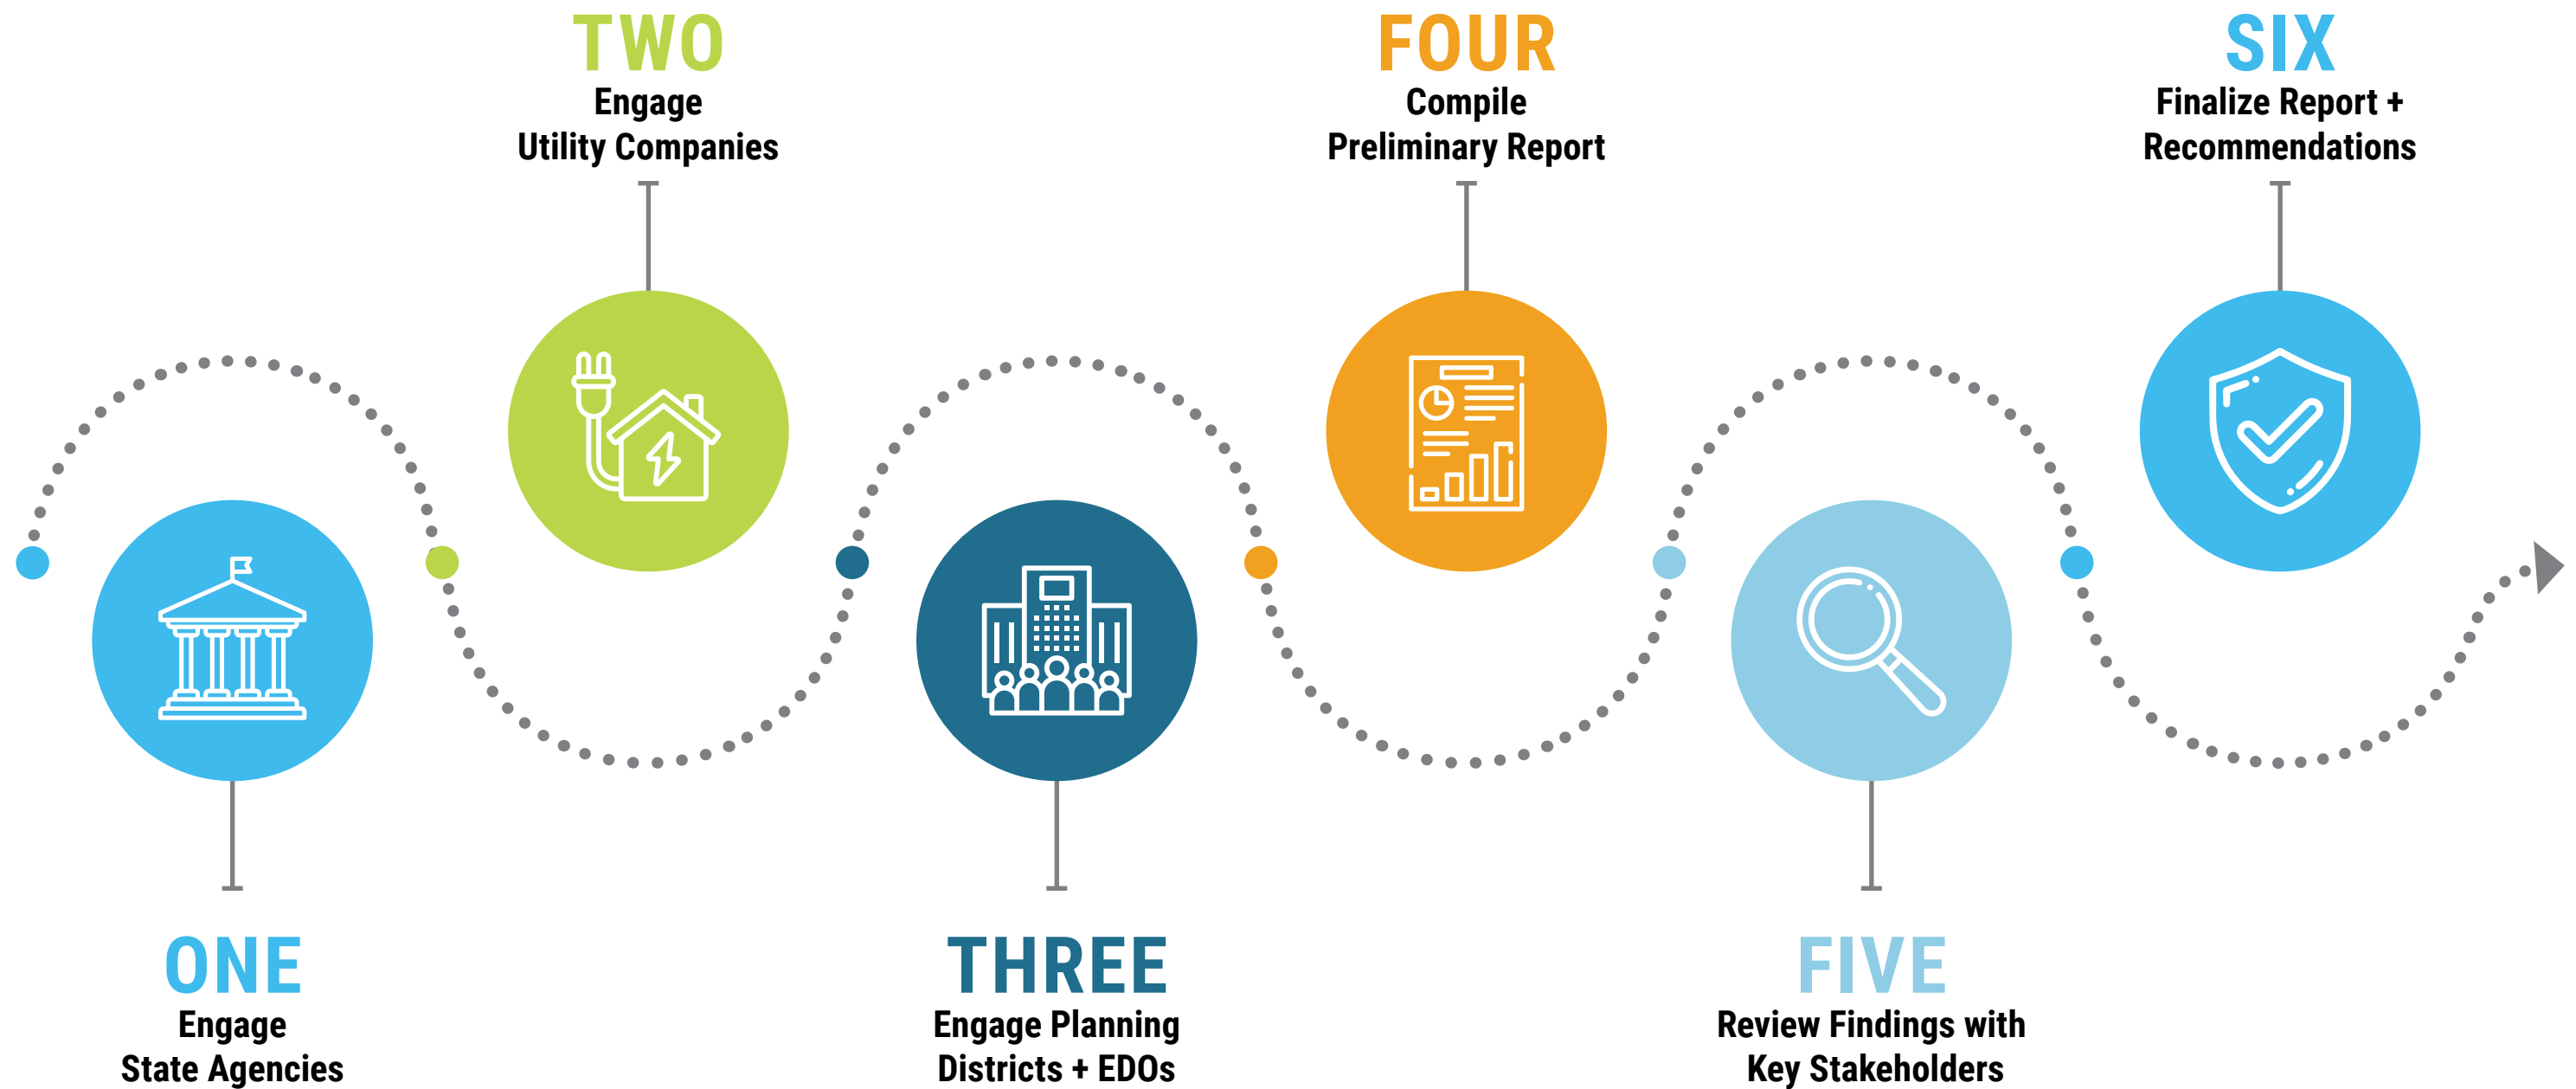 ONE
Engage
State Agencies
TWO
Engage
Utility Companies
THREE
Engage Planning
Districts + EDOs
FOUR
Compile
Preliminary Report
FIVE
Review Findings with
Key Stakeholders
SIX
Finalize Report +
Recommendations